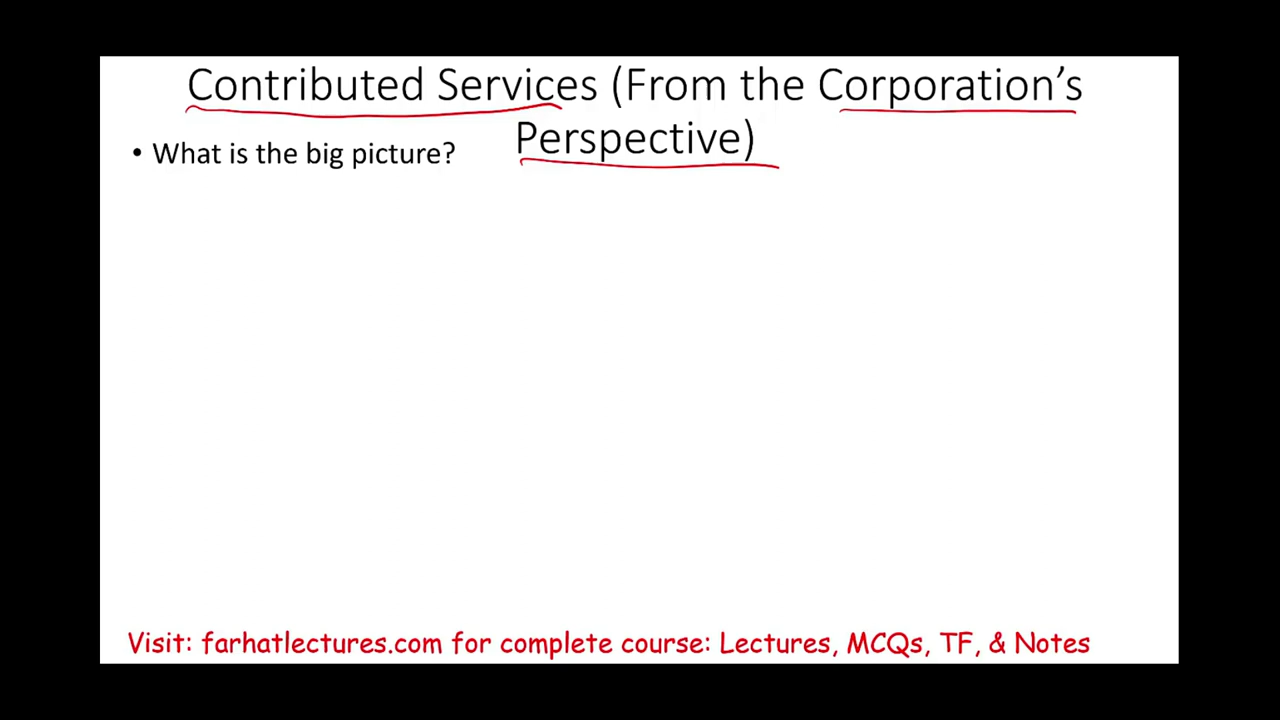 Contributed Services (From the Corporation’s
Perspective)
• What is the big picture?
Visit: farhatlectures.com for complete course: Lectures, MCQs, TF, & Notes